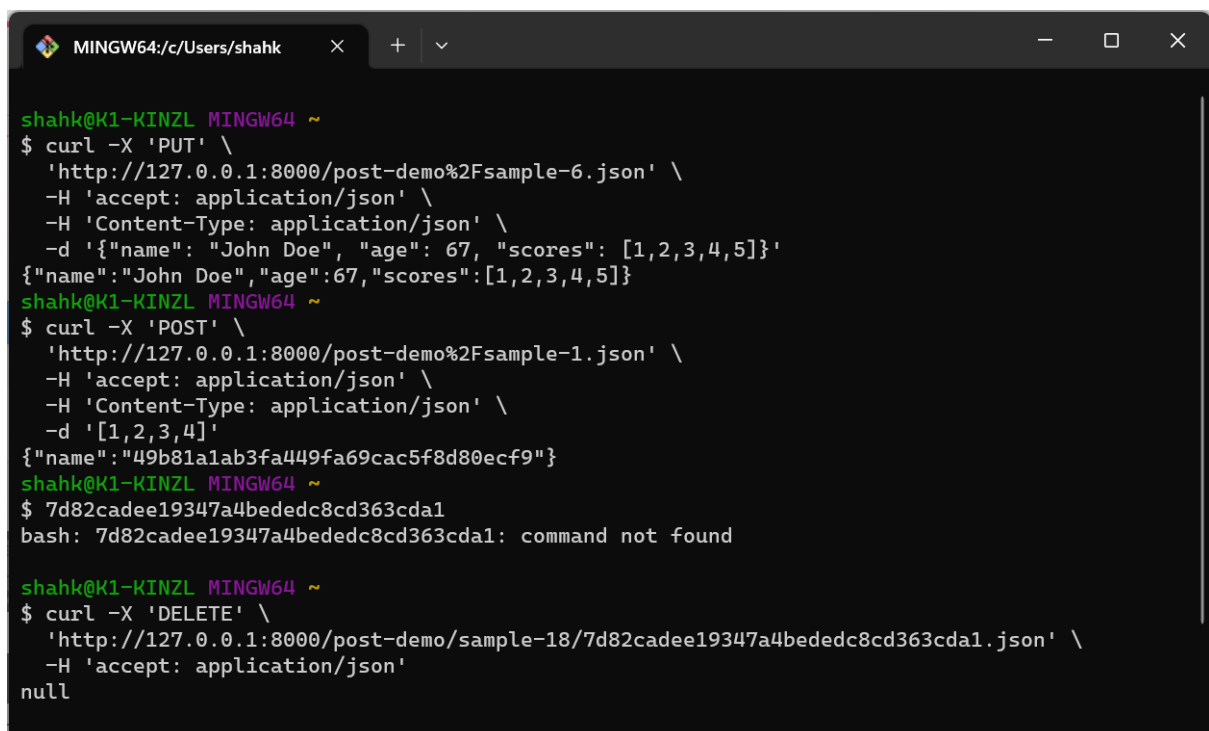 MINGW64:/c/Users/shahk
shahk@K1-KINZL MINGW64 ~
$ curl -X 'PUT' \
  'http://127.0.0.1:8000/post-demo%2Fsample-6.json' \
  -H 'accept: application/json' \
  -H 'Content-Type: application/json' \
  -d '{"name": "John Doe", "age": 67, "scores": [1,2,3,4,5]}'
{"name":"John Doe","age":67,"scores":[1,2,3,4,5]}
shahk@K1-KINZL MINGW64 ~
$ curl -X 'POST' \
  'http://127.0.0.1:8000/post-demo%2Fsample-1.json' \
  -H 'accept: application/json' \
  -H 'Content-Type: application/json' \
  -d '[1,2,3,4]'
{"name":"49b81a1ab3fa449fa69cac5f8d80ecf9"}
shahk@K1-KINZL MINGW64 ~
$ 7d82cadee19347a4bededc8cd363cda1
bash: 7d82cadee19347a4bededc8cd363cda1: command not found
shahk@K1-KINZL MINGW64 ~
$ curl -X 'DELETE' \
  'http://127.0.0.1:8000/post-demo/sample-18/7d82cadee19347a4bededc8cd363cda1.json' \
  -H 'accept: application/json'
null